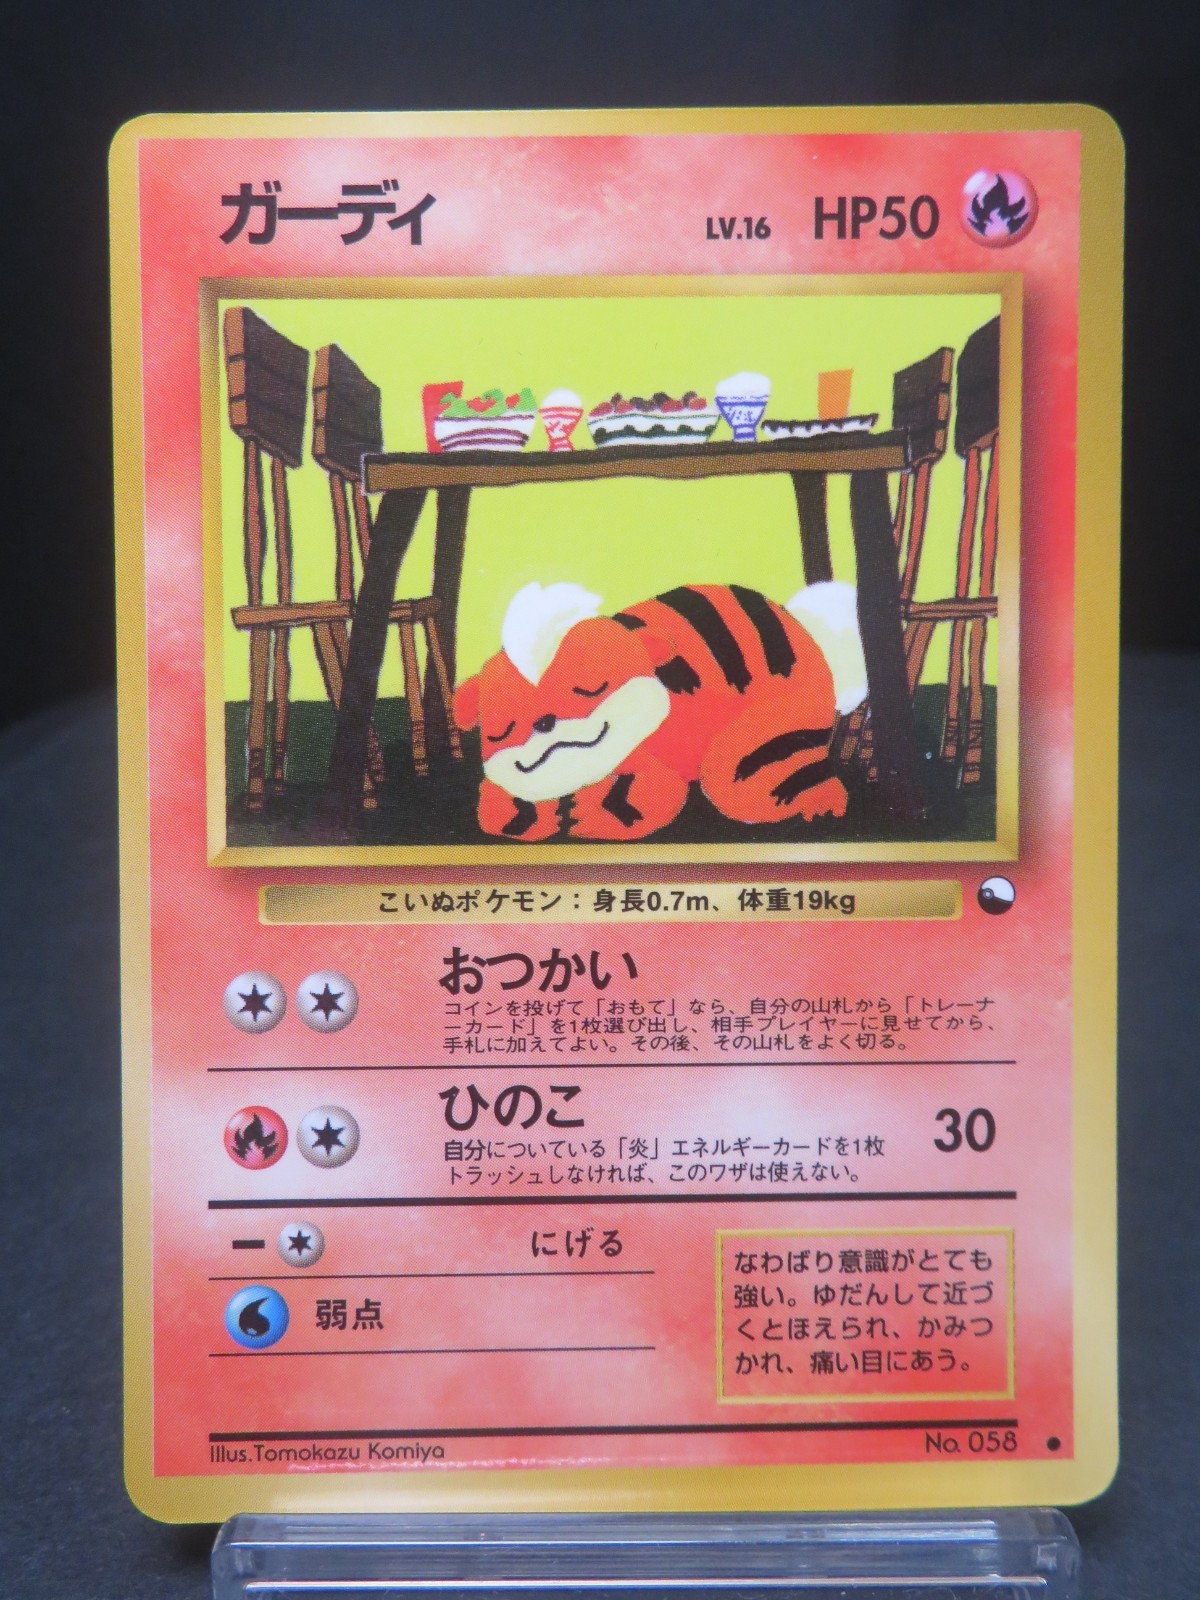 ガーディ LV.16 HP50
こいぬポケモン：身長0.7m、体重19kg
おつかい
コインを投げて「おもて」なら、自分の山札から「トレーナ
ーカード」を1枚選び出し、相手プレイヤーに見せてから、
手札に加えてよい。その後、その山札をよく切る。
ひのこ 30
自分についている「炎」エネルギーカードを1枚
トラッシュしなければ、このワザは使えない。
ー にげる
弱点
なわばり意識がとても
強い。ゆだんして近づ
くとほえられ、かみつ
かれ、痛い目にあう。
Illus.Tomokazu Komiya No. 058 ●